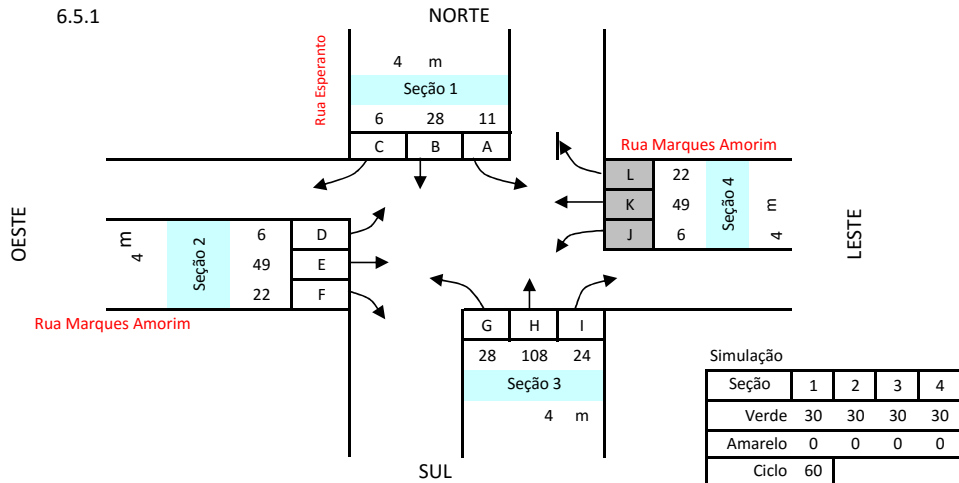 6.5.1
NORTE
Rua Esperanto
4 m
Seção 1
6 28 11
C B A
Rua Marques Amorim
L 22
K 49
J 6
Seção 4
4 m
LESTE
OESTE
4 m
Seção 2
6 D
49 E
22 F
Rua Marques Amorim
G H I
28 108 24
Seção 3
4 m
SUL
Simulação
Seção 1 2 3 4
Verde 30 30 30 30
Amarelo 0 0 0 0
Ciclo 60